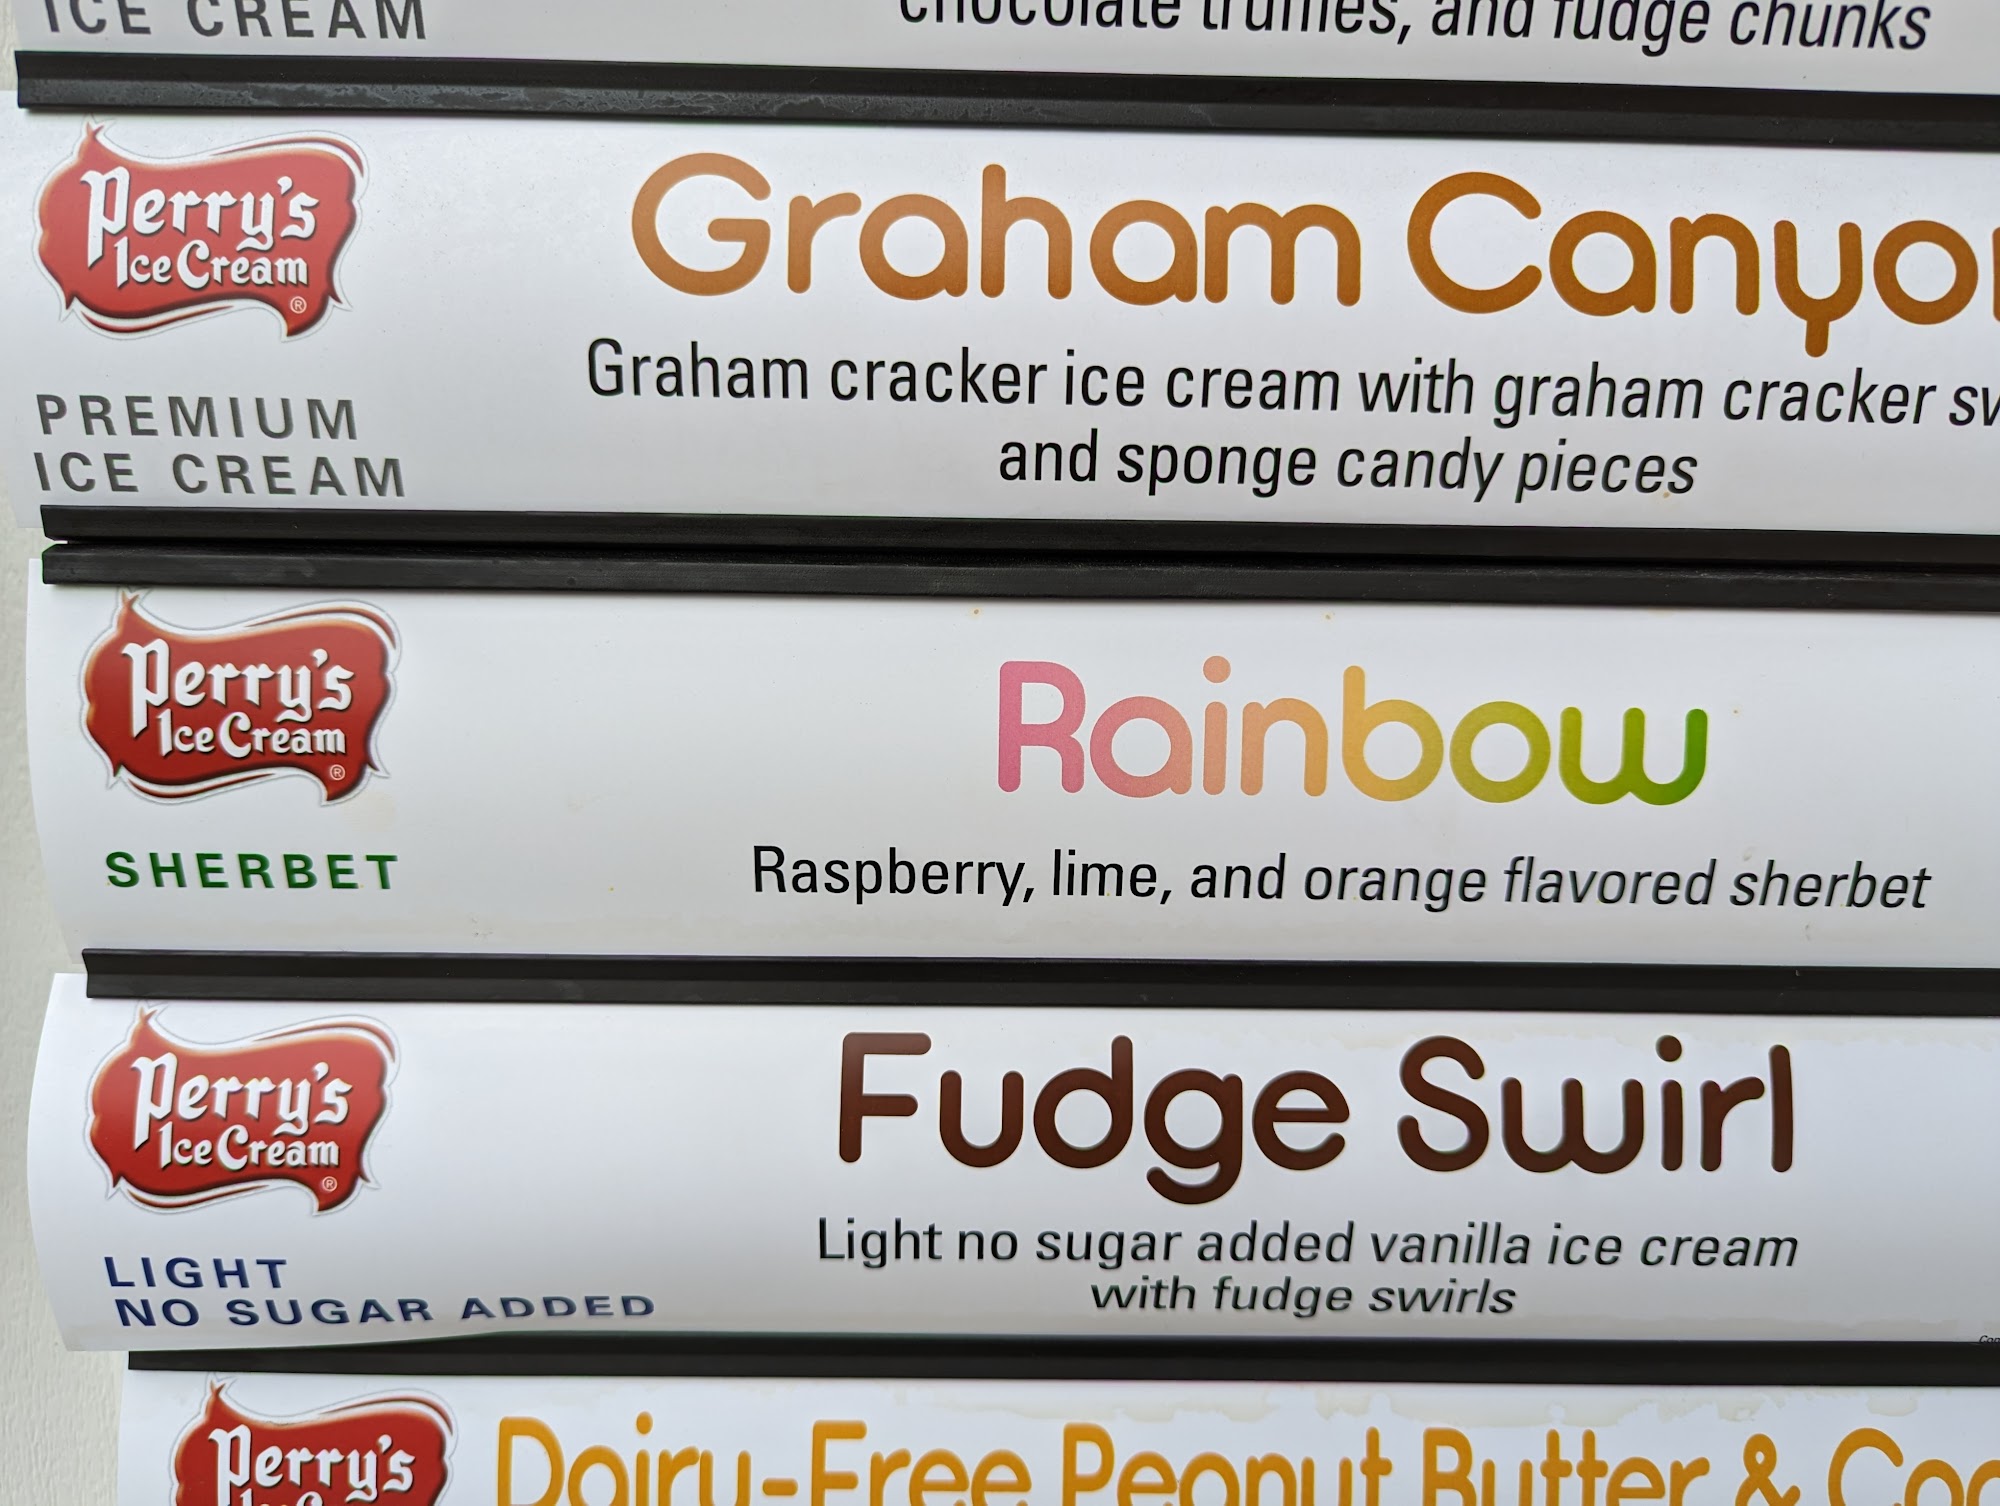 ICE CREAM
chocolate truffles, and fudge chunks
Perry's
Ice Cream
®
PREMIUM
ICE CREAM
Graham Canyon
Graham cracker ice cream with graham cracker
and sponge candy pieces
Perry's
Ice Cream
®
SHERBET
Rainbow
Raspberry, lime, and orange flavored sherbet
Perry's
Ice Cream
®
LIGHT
NO SUGAR ADDED
Fudge Swirl
Light no sugar added vanilla ice cream
with fudge swirls
Perry's
Dairy-Free Peanut Butter &